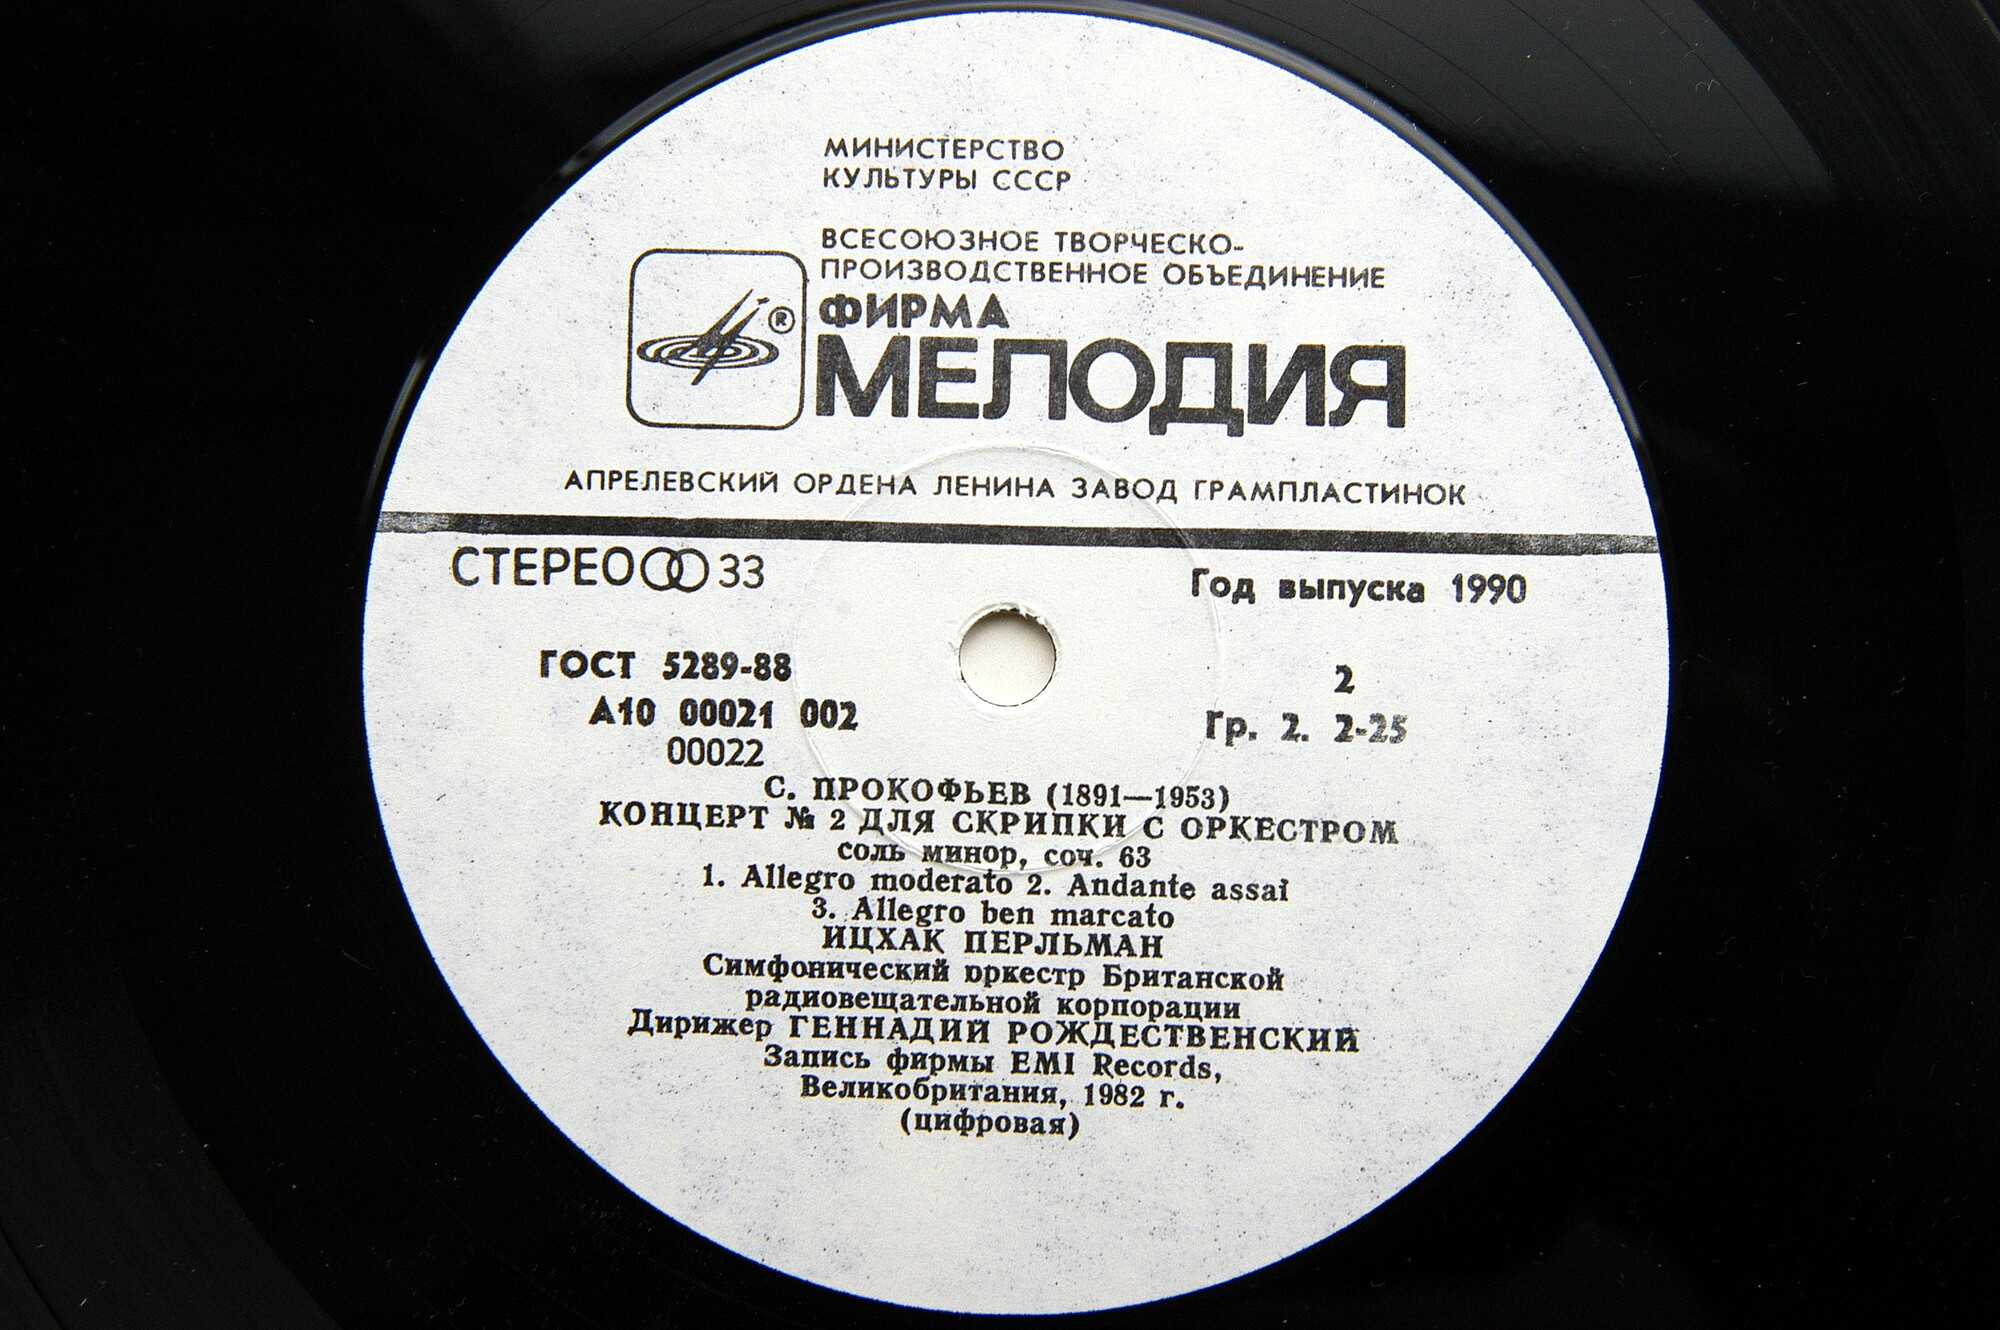 МИНИСТЕРСТВО
КУЛЬТУРЫ СССР
ВСЕСОЮЗНОЕ ТВОРЧЕСКО-
ПРОИЗВОДСТВЕННОЕ ОБЪЕДИНЕНИЕ
®
ФИРМА
МЕЛОДИЯ
АПРЕЛЕВСКИЙ ОРДЕНА ЛЕНИНА ЗАВОД ГРАМПЛАСТИНОК
СТЕРЕО 33
Год выпуска 1990
ГОСТ 5289-88
2
А10 00021 002
Гр. 2. 2-25
00022
С. ПРОКОФЬЕВ (1891—1953)
КОНЦЕРТ № 2 ДЛЯ СКРИПКИ С ОРКЕСТРОМ
соль минор, соч. 63
1. Allegro moderato 2. Andante assai
3. Allegro ben marcato
ИЦХАК ПЕРЛЬМАН
Симфонический оркестр Британской
радиовещательной корпорации
Дирижер ГЕННАДИЙ РОЖДЕСТВЕНСКИЙ
Запись фирмы EMI Records,
Великобритания, 1982 г.
(цифровая)